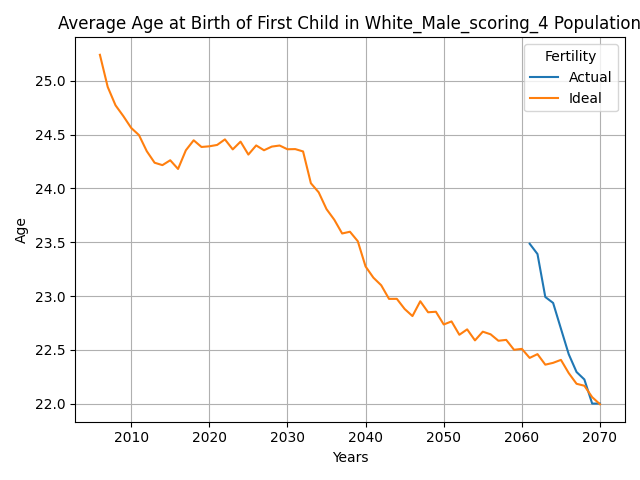 Average Age at Birth of First Child in White_Male_scoring_4 Population
Fertility
Actual
Ideal
Age
25.0
24.5
24.0
23.5
23.0
22.5
22.0
2010
2020
2030
2040
2050
2060
2070
Years